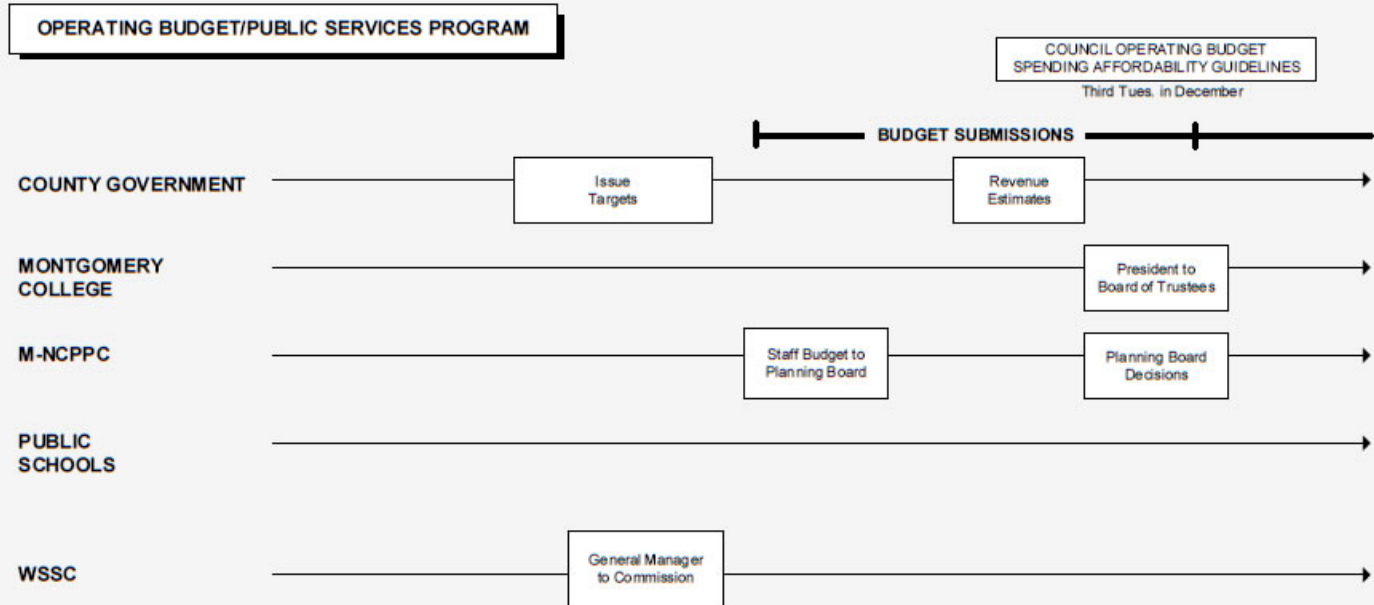 OPERATING BUDGET/PUBLIC SERVICES PROGRAM
COUNCIL OPERATING BUDGET
SPENDING AFFORDABILITY GUIDELINES
Third Tues. in December
BUDGET SUBMISSIONS
COUNTY GOVERNMENT
Issue
Targets
Revenue
Estimates
MONTGOMERY
COLLEGE
President to
Board of Trustees
M-NCPPC
Staff Budget to
Planning Board
Planning Board
Decisions
PUBLIC
SCHOOLS
WSSC
General Manager
to Commission